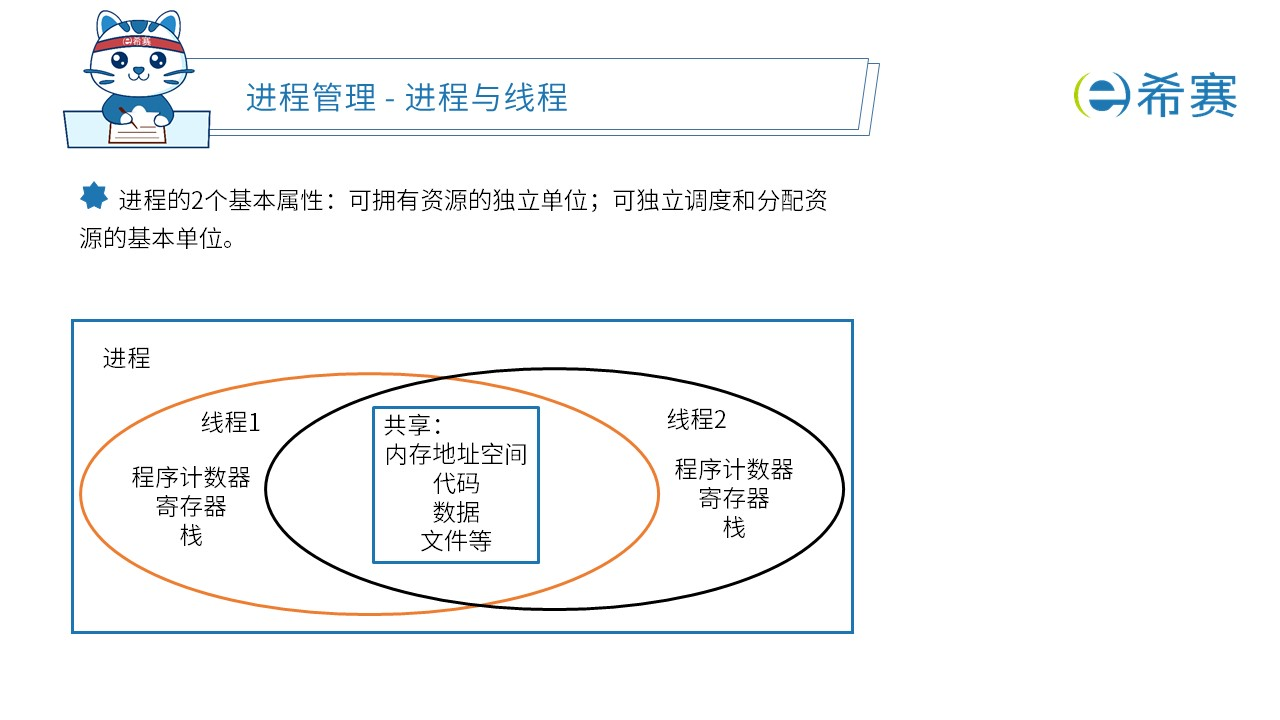 希赛
进程管理 - 进程与线程
希赛
进程的2个基本属性：可拥有资源的独立单位；可独立调度和分配资
源的基本单位。
进程
线程1
程序计数器
寄存器
栈
共享：
内存地址空间
代码
数据
文件等
线程2
程序计数器
寄存器
栈